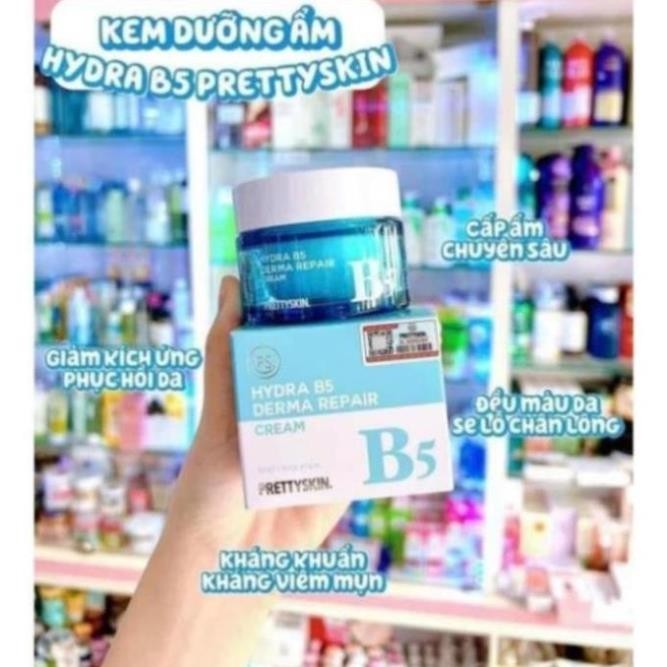 KEM DƯỠNG ẨM
HYDRA B5 PRETTYSKIN
CẤP ẨM
CHUYÊN SÂU
HYDRA B5
DERMA REPAIR
CREAM
B5
PRETTYSKIN.
GIẢM KÍCH ỨNG
PHỤC HỒI DA
PS
PRETTYSKIN
HYDRA B5
DERMA REPAIR
CREAM
B5
PRETTYSKIN.
ĐỀU MÀU DA
SE LỖ CHÂN LÔNG
KHÁNG KHUẨN
KHÁNG VIÊM MỤN